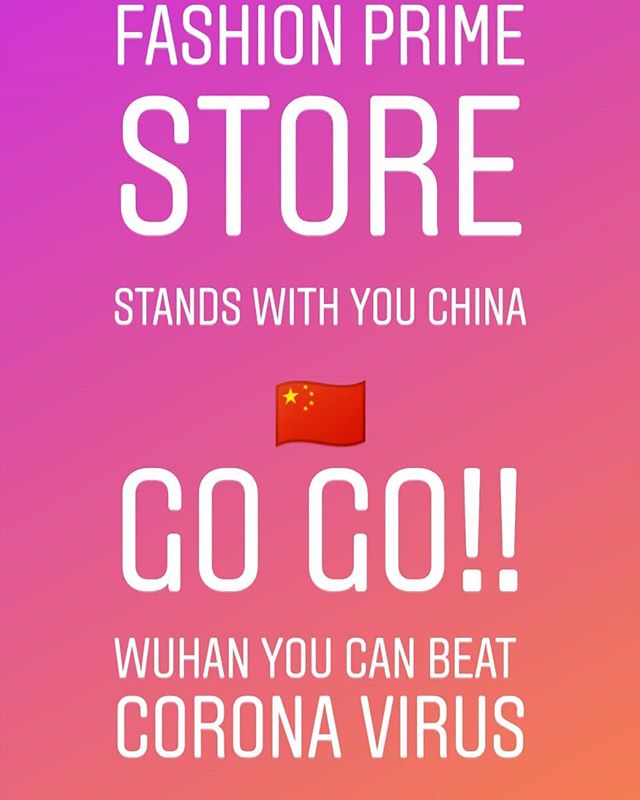 FASHION PRIME
STORE
STANDS WITH YOU CHINA
🇨🇳
GO GO!!
WUHAN YOU CAN BEAT
CORONA VIRUS